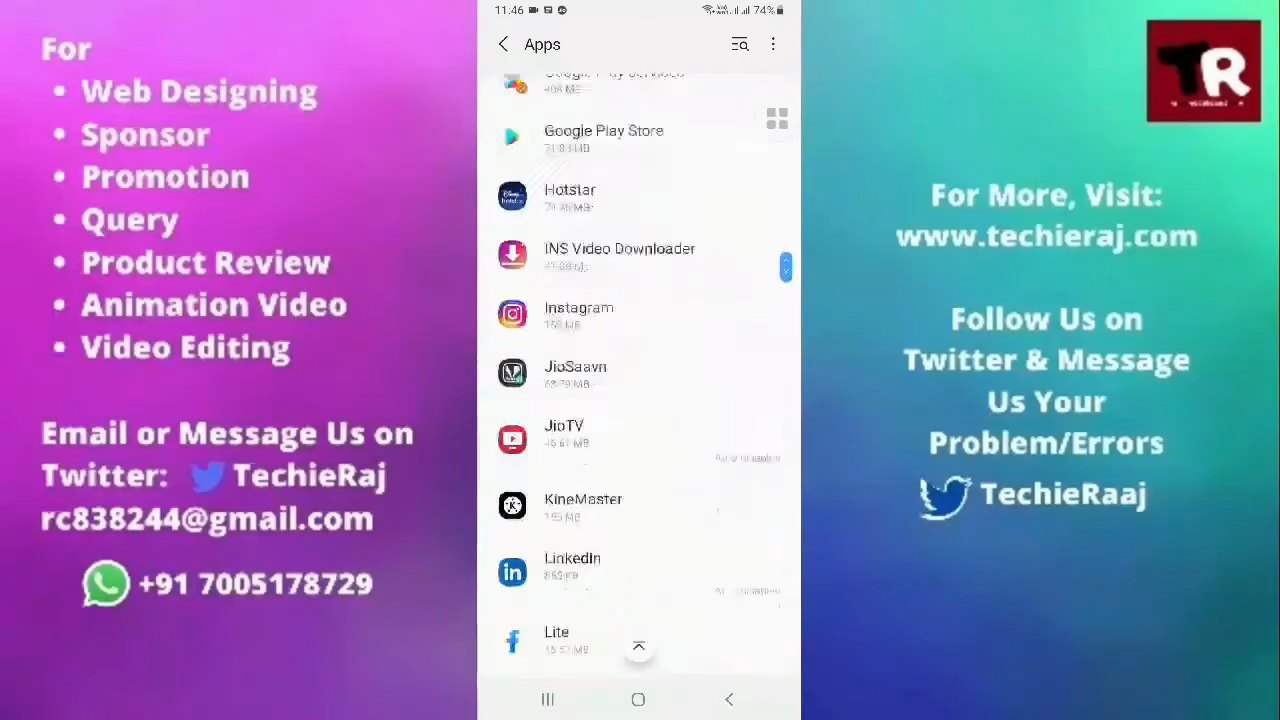 For
• Web Designing
• Sponsor
• Promotion
• Query
• Product Review
• Animation Video
• Video Editing
Email or Message Us on
Twitter: TechieRaj
rc838244@gmail.com
+91 7005178729
11:46
74%
Apps
Google Play Store
Hotstar
INS Video Downloader
Instagram
JioSaavn
JioTV
KineMaster
LinkedIn
Lite
TR
For More, Visit:
www.techieraj.com
Follow Us on
Twitter & Message
Us Your
Problem/Errors
TechieRaaj